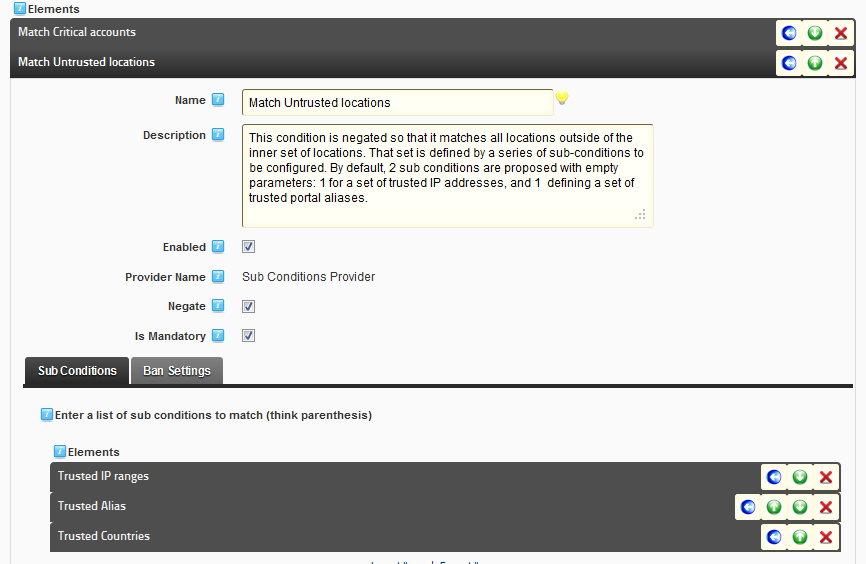 Elements
Match Critical accounts
Match Untrusted locations
Name
Match Untrusted locations
Description
This condition is negated so that it matches all locations outside of the
inner set of locations. That set is defined by a series of sub-conditions to
be configured. By default, 2 sub conditions are proposed with empty
parameters: 1 for a set of trusted IP addresses, and 1  defining a set of
trusted portal aliases.
Enabled
Provider Name Sub Conditions Provider
Negate
Is Mandatory
Sub Conditions Ban Settings
Enter a list of sub conditions to match (think parenthesis)
Elements
Trusted IP ranges
Trusted Alias
Trusted Countries